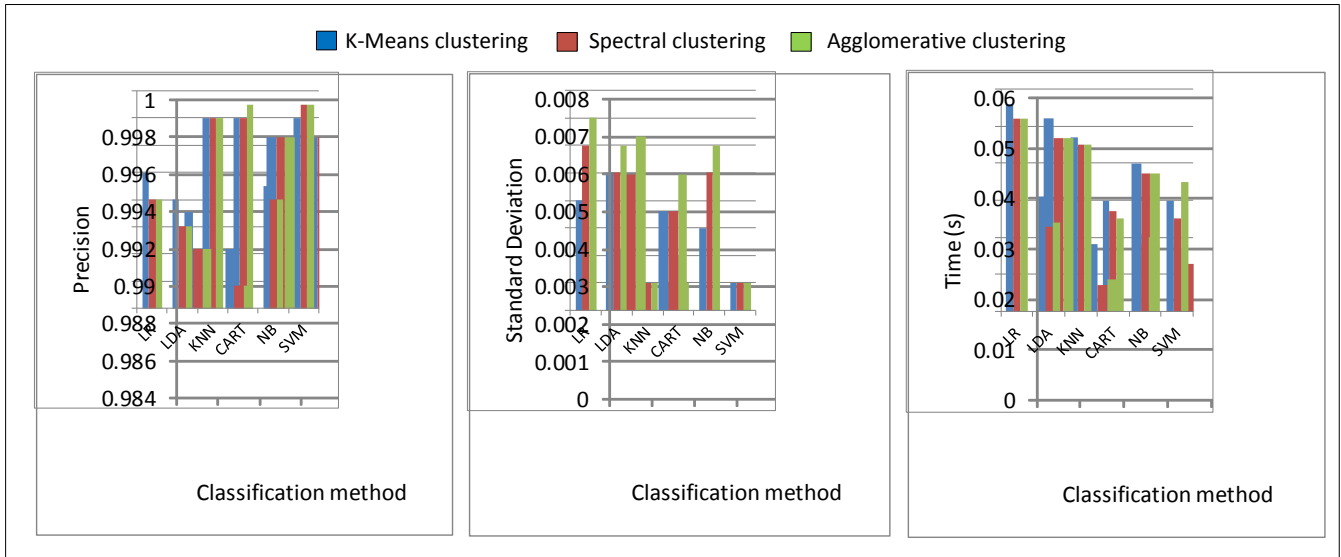 K-Means clustering Spectral clustering Agglomerative clustering
Precision
1
0.998
0.996
0.994
0.992
0.99
0.988
0.986
0.984
LR LDA KNN CART NB SVM
Classification method
Standard Deviation
0.008
0.007
0.006
0.005
0.004
0.003
0.002
0.001
0
LR LDA KNN CART NB SVM
Classification method
Time (s)
0.06
0.05
0.04
0.03
0.02
0.01
0
LR LDA KNN CART NB SVM
Classification method